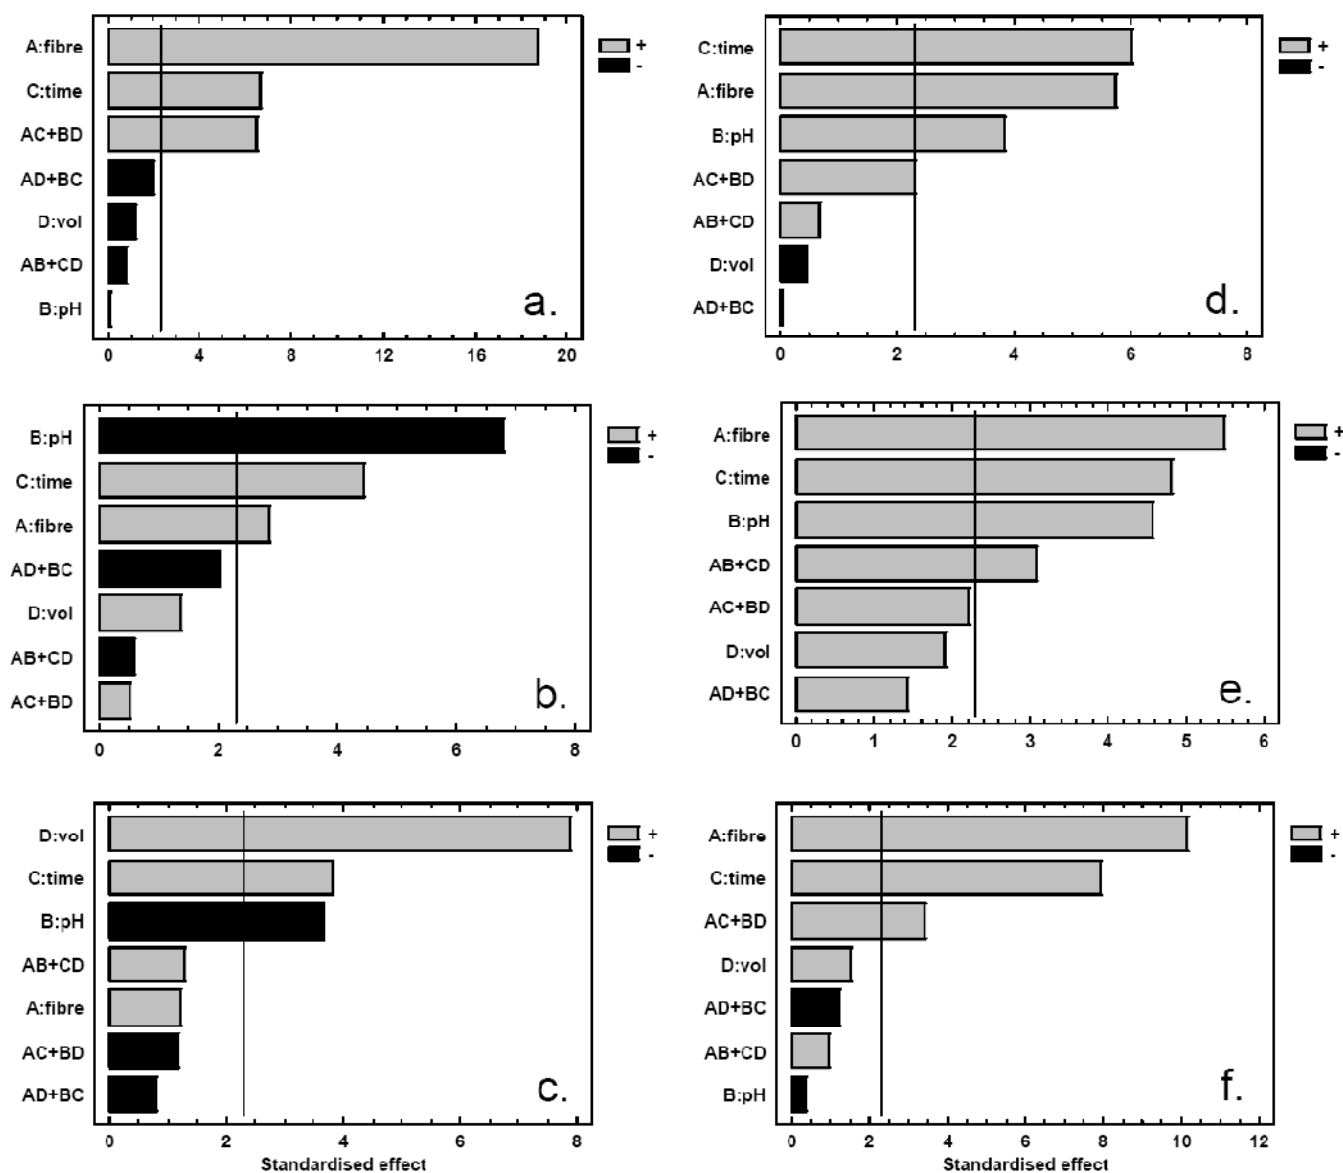 A:fibre
C:time
AC+BD
AD+BC
D:vol
AB+CD
B:pH
+
-
a.
0 4 8 12 16 20
C:time
A:fibre
B:pH
AC+BD
AB+CD
D:vol
AD+BC
+
-
d.
0 2 4 6 8
B:pH
C:time
A:fibre
AD+BC
D:vol
AB+CD
AC+BD
+
-
b.
0 2 4 6 8
A:fibre
C:time
B:pH
AB+CD
AC+BD
D:vol
AD+BC
+
-
e.
0 1 2 3 4 5 6
D:vol
C:time
B:pH
AB+CD
A:fibre
AC+BD
AD+BC
+
-
c.
0 2 4 6 8
Standardised effect
A:fibre
C:time
AC+BD
D:vol
AD+BC
AB+CD
B:pH
+
-
f.
0 2 4 6 8 10 12
Standardised effect